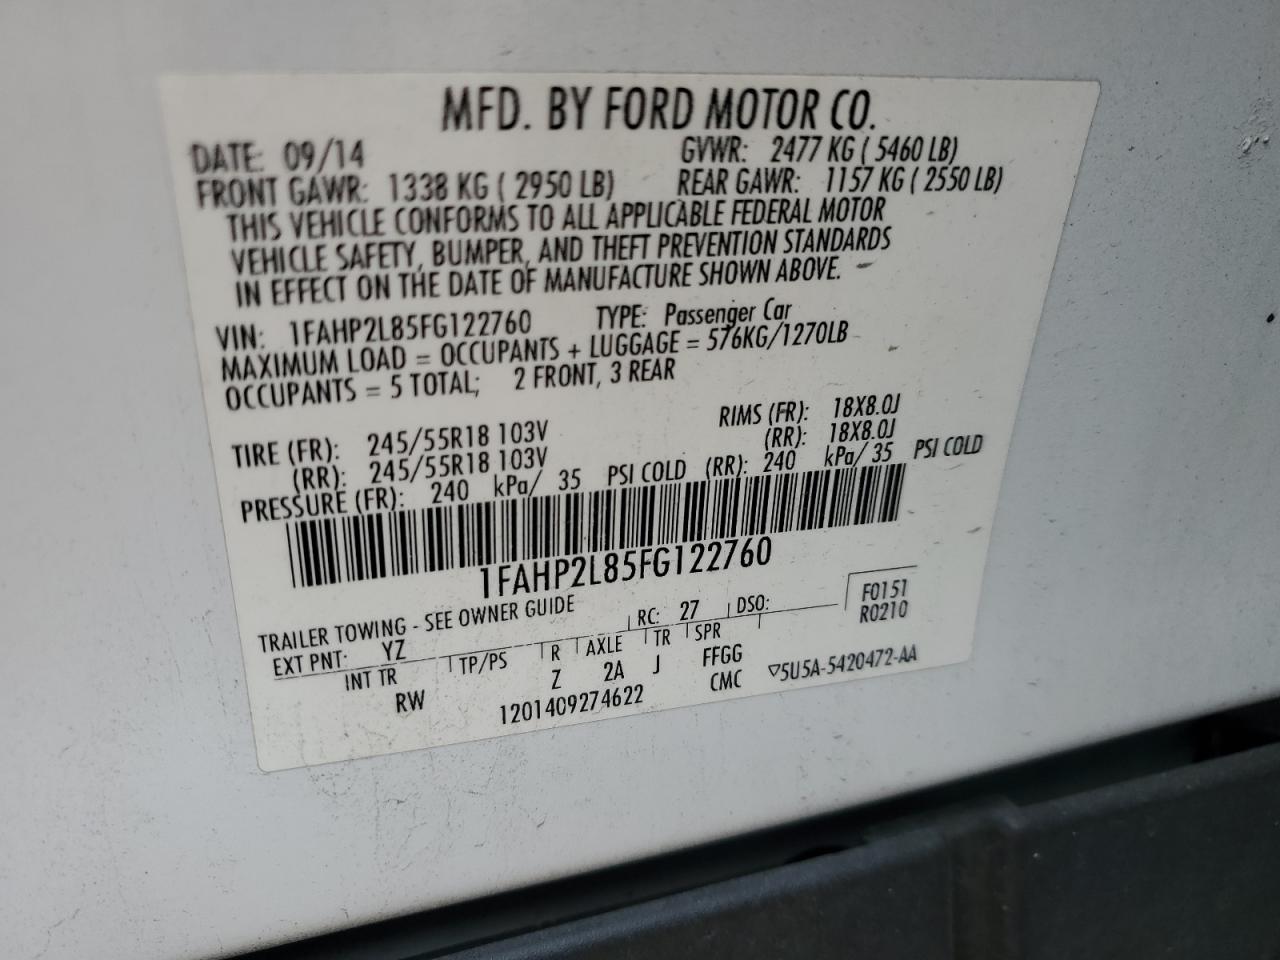 MFD. BY FORD MOTOR CO.
DATE: 09/14 GVWR: 2477 KG ( 5460 LB)
FRONT GAWR: 1338 KG ( 2950 LB) REAR GAWR: 1157 KG ( 2550 LB)
THIS VEHICLE CONFORMS TO ALL APPLICABLE FEDERAL MOTOR
VEHICLE SAFETY, BUMPER, AND THEFT PREVENTION STANDARDS
IN EFFECT ON THE DATE OF MANUFACTURE SHOWN ABOVE.
VIN: 1FAHP2L85FG122760 TYPE: Passenger Car
MAXIMUM LOAD = OCCUPANTS + LUGGAGE = 576KG/1270LB
OCCUPANTS = 5 TOTAL; 2 FRONT, 3 REAR
TIRE (FR): 245/55R18 103V RIMS (FR): 18X8.0J
(RR): 245/55R18 103V (RR): 18X8.0J
PRESSURE (FR): 240 kPa/ 35 PSI COLD (RR): 240 kPa/ 35 PSI COLD
1FAHP2L85FG122760
TRAILER TOWING - SEE OWNER GUIDE F0151
EXT PNT: YZ RC: 27 DSO: R0210
INT TR TP/PS R AXLE TR SPR
RW Z 2A J FFGG
1201409274622 CMC ▽5U5A-5420472-AA